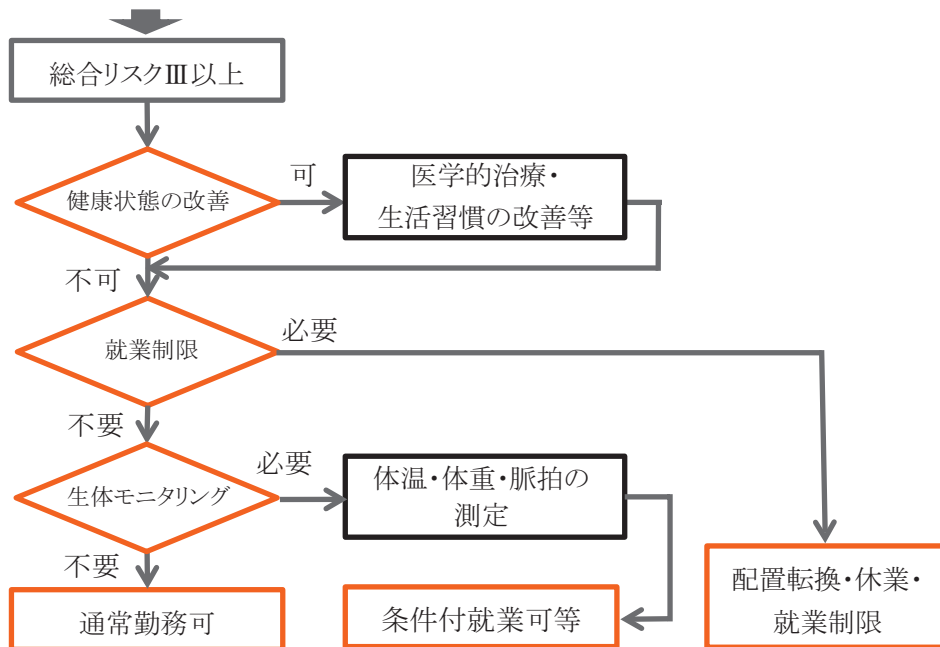 総合リスクⅢ以上
健康状態の改善
可
医学的治療・
生活習慣の改善等
不可
就業制限
必要
不要
生体モニタリング
必要
体温・体重・脈拍の
測定
不要
通常勤務可
条件付就業可等
配置転換・休業・
就業制限